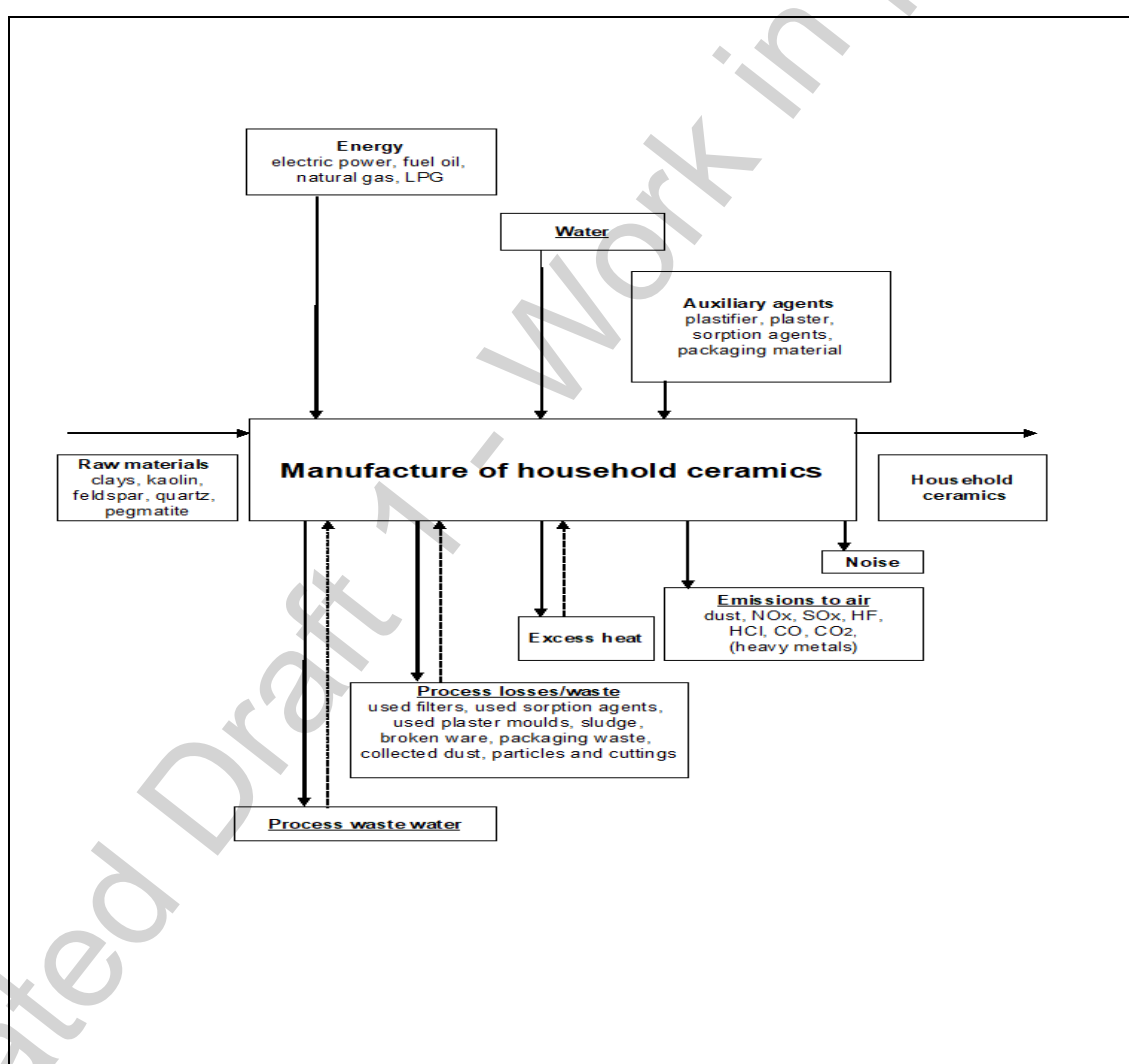 Energy
electric power, fuel oil,
natural gas, LPG
Water
Auxiliary agents
plastifier, plaster,
sorption agents,
packaging material
Raw materials
clays, kaolin,
feldspar, quartz,
pegmatite
Manufacture of household ceramics
Household
ceramics
Noise
Emissions to air
dust, NOx, SOx, HF,
HCl, CO, CO2,
(heavy metals)
Excess heat
Process losses/waste
used filters, used sorption agents,
used plaster moulds, sludge,
broken ware, packaging waste,
collected dust, particles and cuttings
Process waste water
Draft 1 - Work in